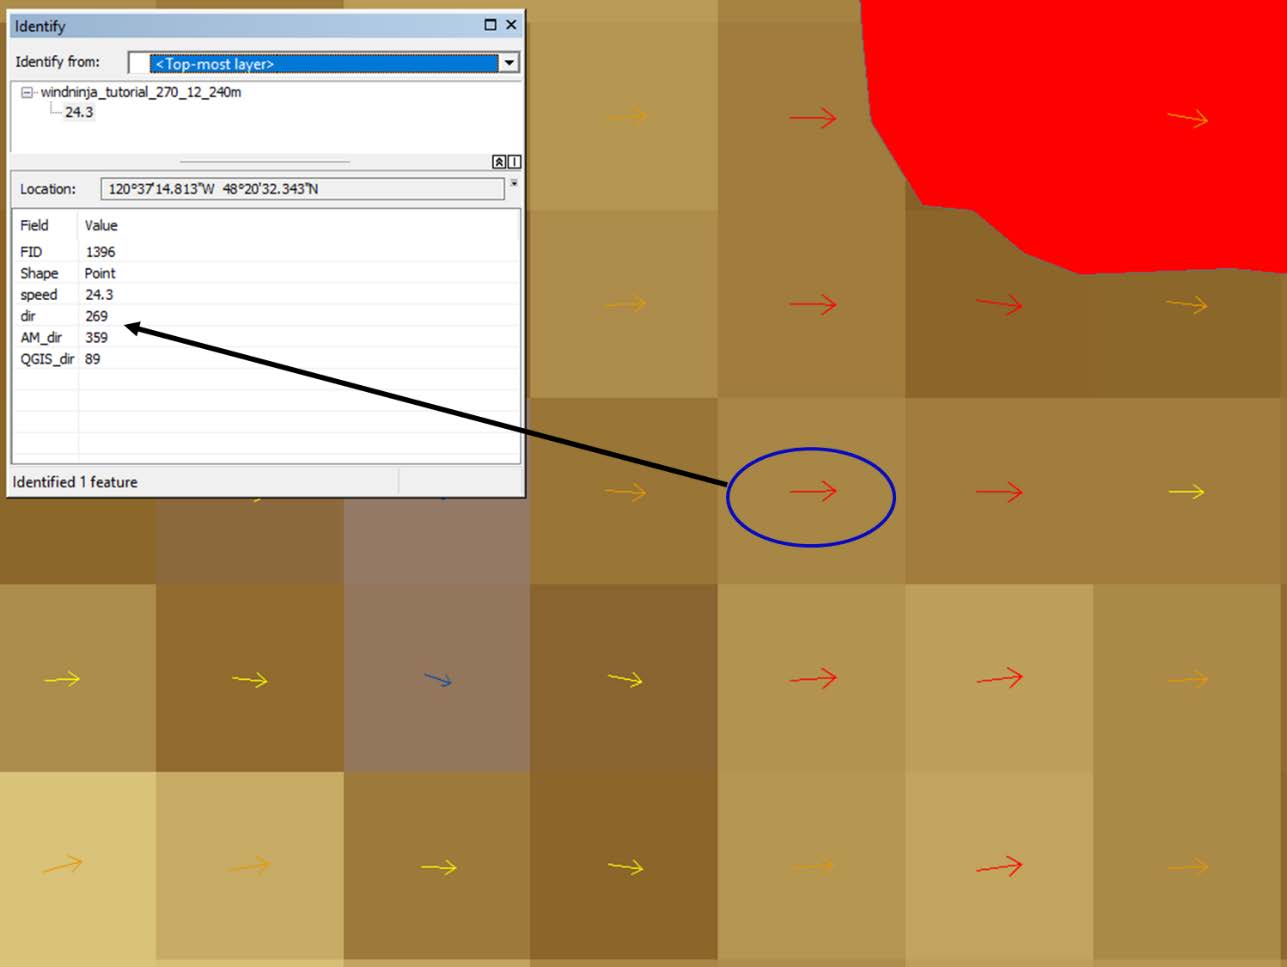 Identify
Identify from: <Top-most layer>
windninja_tutorial_270_12_240m
24.3
Location: 120°37'14.813"W 48°20'32.343"N
Field Value
FID 1396
Shape Point
speed 24.3
dir 269
AM_dir 359
QGIS_dir 89
Identified 1 feature